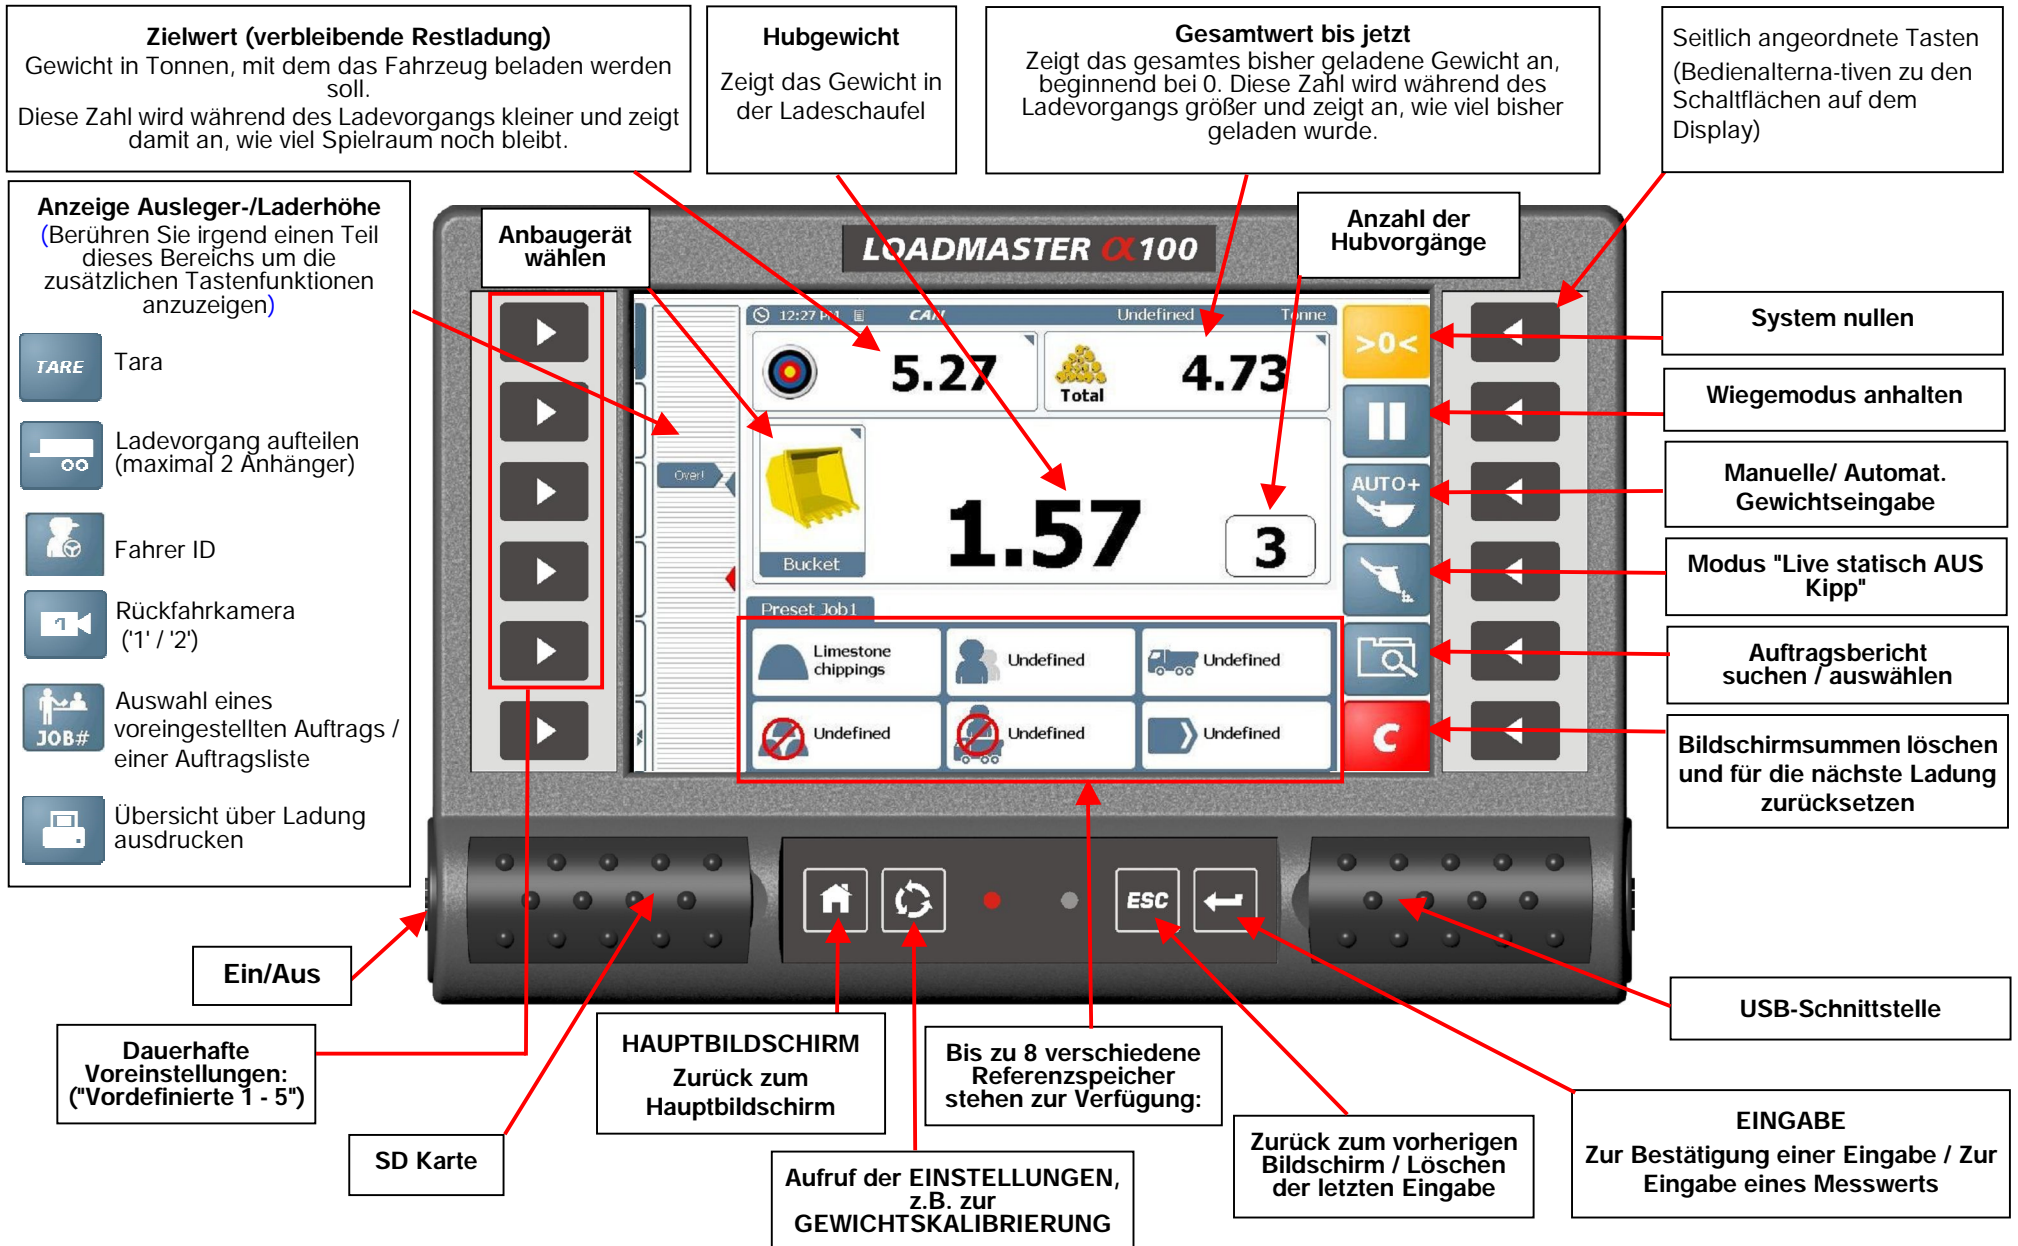 Zielwert (verbleibende Restladung)
Gewicht in Tonnen, mit dem das Fahrzeug beladen werden
soll.
Diese Zahl wird während des Ladevorgangs kleiner und zeigt
damit an, wie viel Spielraum noch bleibt.
Hubgewicht
Zeigt das Gewicht in
der Ladeschaufel
Gesamtwert bis jetzt
Zeigt das gesamtes bisher geladene Gewicht an,
beginnend bei 0. Diese Zahl wird während des
Ladevorgangs größer und zeigt an, wie viel bisher
geladen wurde.
Seitlich angeordnete Tasten
(Bedienalterna-tiven zu den
Schaltflächen auf dem
Display)
Anzeige Ausleger-/Laderhöhe
(Berühren Sie irgend einen Teil
dieses Bereichs um die
zusätzlichen Tastenfunktionen
anzuzeigen)
TARE
Tara
Ladevorgang aufteilen
(maximal 2 Anhänger)
Fahrer ID
1
Rückfahrkamera
('1' / '2')
JOB#
Auswahl eines
voreingestellten Auftrags /
einer Auftragsliste
Übersicht über Ladung
ausdrucken
Anbaugerät
wählen
LOADMASTER α100
Anzahl der
Hubvorgänge
12:27 PM
CAN
Undefined
Tonne
5.27
Total
4.73
Over!
Bucket
1.57
3
>0<
AUTO+
C
Preset Job1
Limestone
chippings
Undefined
Undefined
Undefined
Undefined
Undefined
System nullen
Wiegemodus anhalten
Manuelle/ Automat.
Gewichtseingabe
Modus "Live statisch AUS
Kipp"
Auftragsbericht
suchen / auswählen
Bildschirmsummen löschen
und für die nächste Ladung
zurücksetzen
ESC
Ein/Aus
Dauerhafte
Voreinstellungen:
("Vordefinierte 1 - 5")
SD Karte
HAUPTBILDSCHIRM
Zurück zum
Hauptbildschirm
Aufruf der EINSTELLUNGEN,
z.B. zur
GEWICHTSKALIBRIERUNG
Bis zu 8 verschiedene
Referenzspeicher
stehen zur Verfügung:
Zurück zum vorherigen
Bildschirm / Löschen
der letzten Eingabe
USB-Schnittstelle
EINGABE
Zur Bestätigung einer Eingabe / Zur
Eingabe eines Messwerts